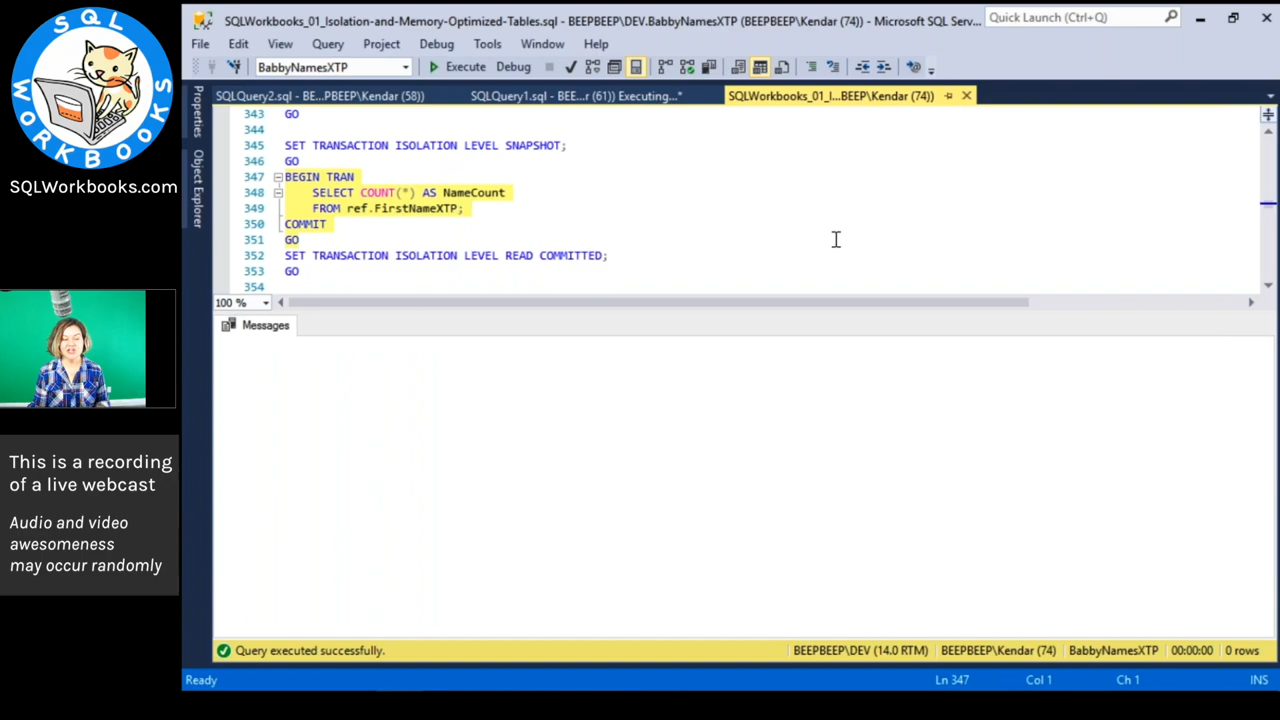 SQL
WORKBOOKS
SQLWorkbooks.com
This is a recording
of a live webcast
Audio and video
awesomeness
may occur randomly
SQLWorkbooks_01_Isolation-and-Memory-Optimized-Tables.sql - BEEPBEEP\DEV.BabbyNamesXTP (BEEPBEEP\Kendar (74)) - Microsoft SQL Serv...
Quick Launch (Ctrl+Q)
File Edit View Query Project Debug Tools Window Help
BabbyNamesXTP Execute Debug
SQLQuery2.sql - BE...PBEEP\Kendar (58)) SQLQuery1.sql - BE...r (61)) Executing...* SQLWorkbooks_01_I...BEEP\Kendar (74))
Properties
Object Explorer
343 GO
344
345 SET TRANSACTION ISOLATION LEVEL SNAPSHOT;
346 GO
347 BEGIN TRAN
348 SELECT COUNT(*) AS NameCount
349 FROM ref.FirstNameXTP;
350 COMMIT
351 GO
352 SET TRANSACTION ISOLATION LEVEL READ COMMITTED;
353 GO
354
100 %
Messages
Query executed successfully. BEEPBEEP\DEV (14.0 RTM) BEEPBEEP\Kendar (74) BabbyNamesXTP 00:00:00 0 rows
Ready Ln 347 Col 1 Ch 1 INS